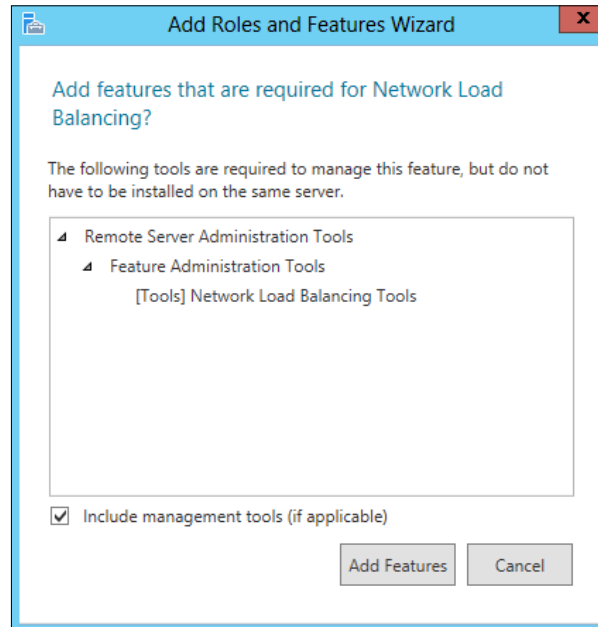 Add Roles and Features Wizard
x
Add features that are required for Network Load
Balancing?
The following tools are required to manage this feature, but do not
have to be installed on the same server.
Remote Server Administration Tools
Feature Administration Tools
[Tools] Network Load Balancing Tools
Include management tools (if applicable)
Add Features
Cancel